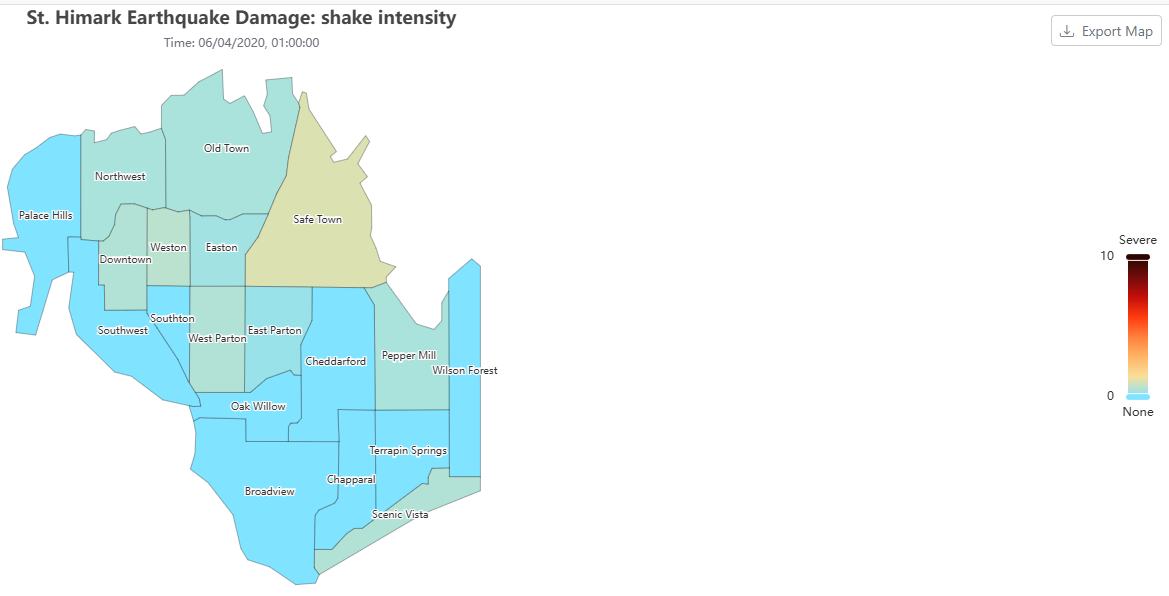 St. Himark Earthquake Damage: shake intensity
Time: 06/04/2020, 01:00:00
Export Map
Old Town
Northwest
Palace Hills
Safe Town
Weston
Easton
Downtown
Southton
Southwest
West Parton
East Parton
Cheddarford
Pepper Mill
Wilson Forest
Oak Willow
Terrapin Springs
Chapparal
Broadview
Scenic Vista
Severe
10
0
None